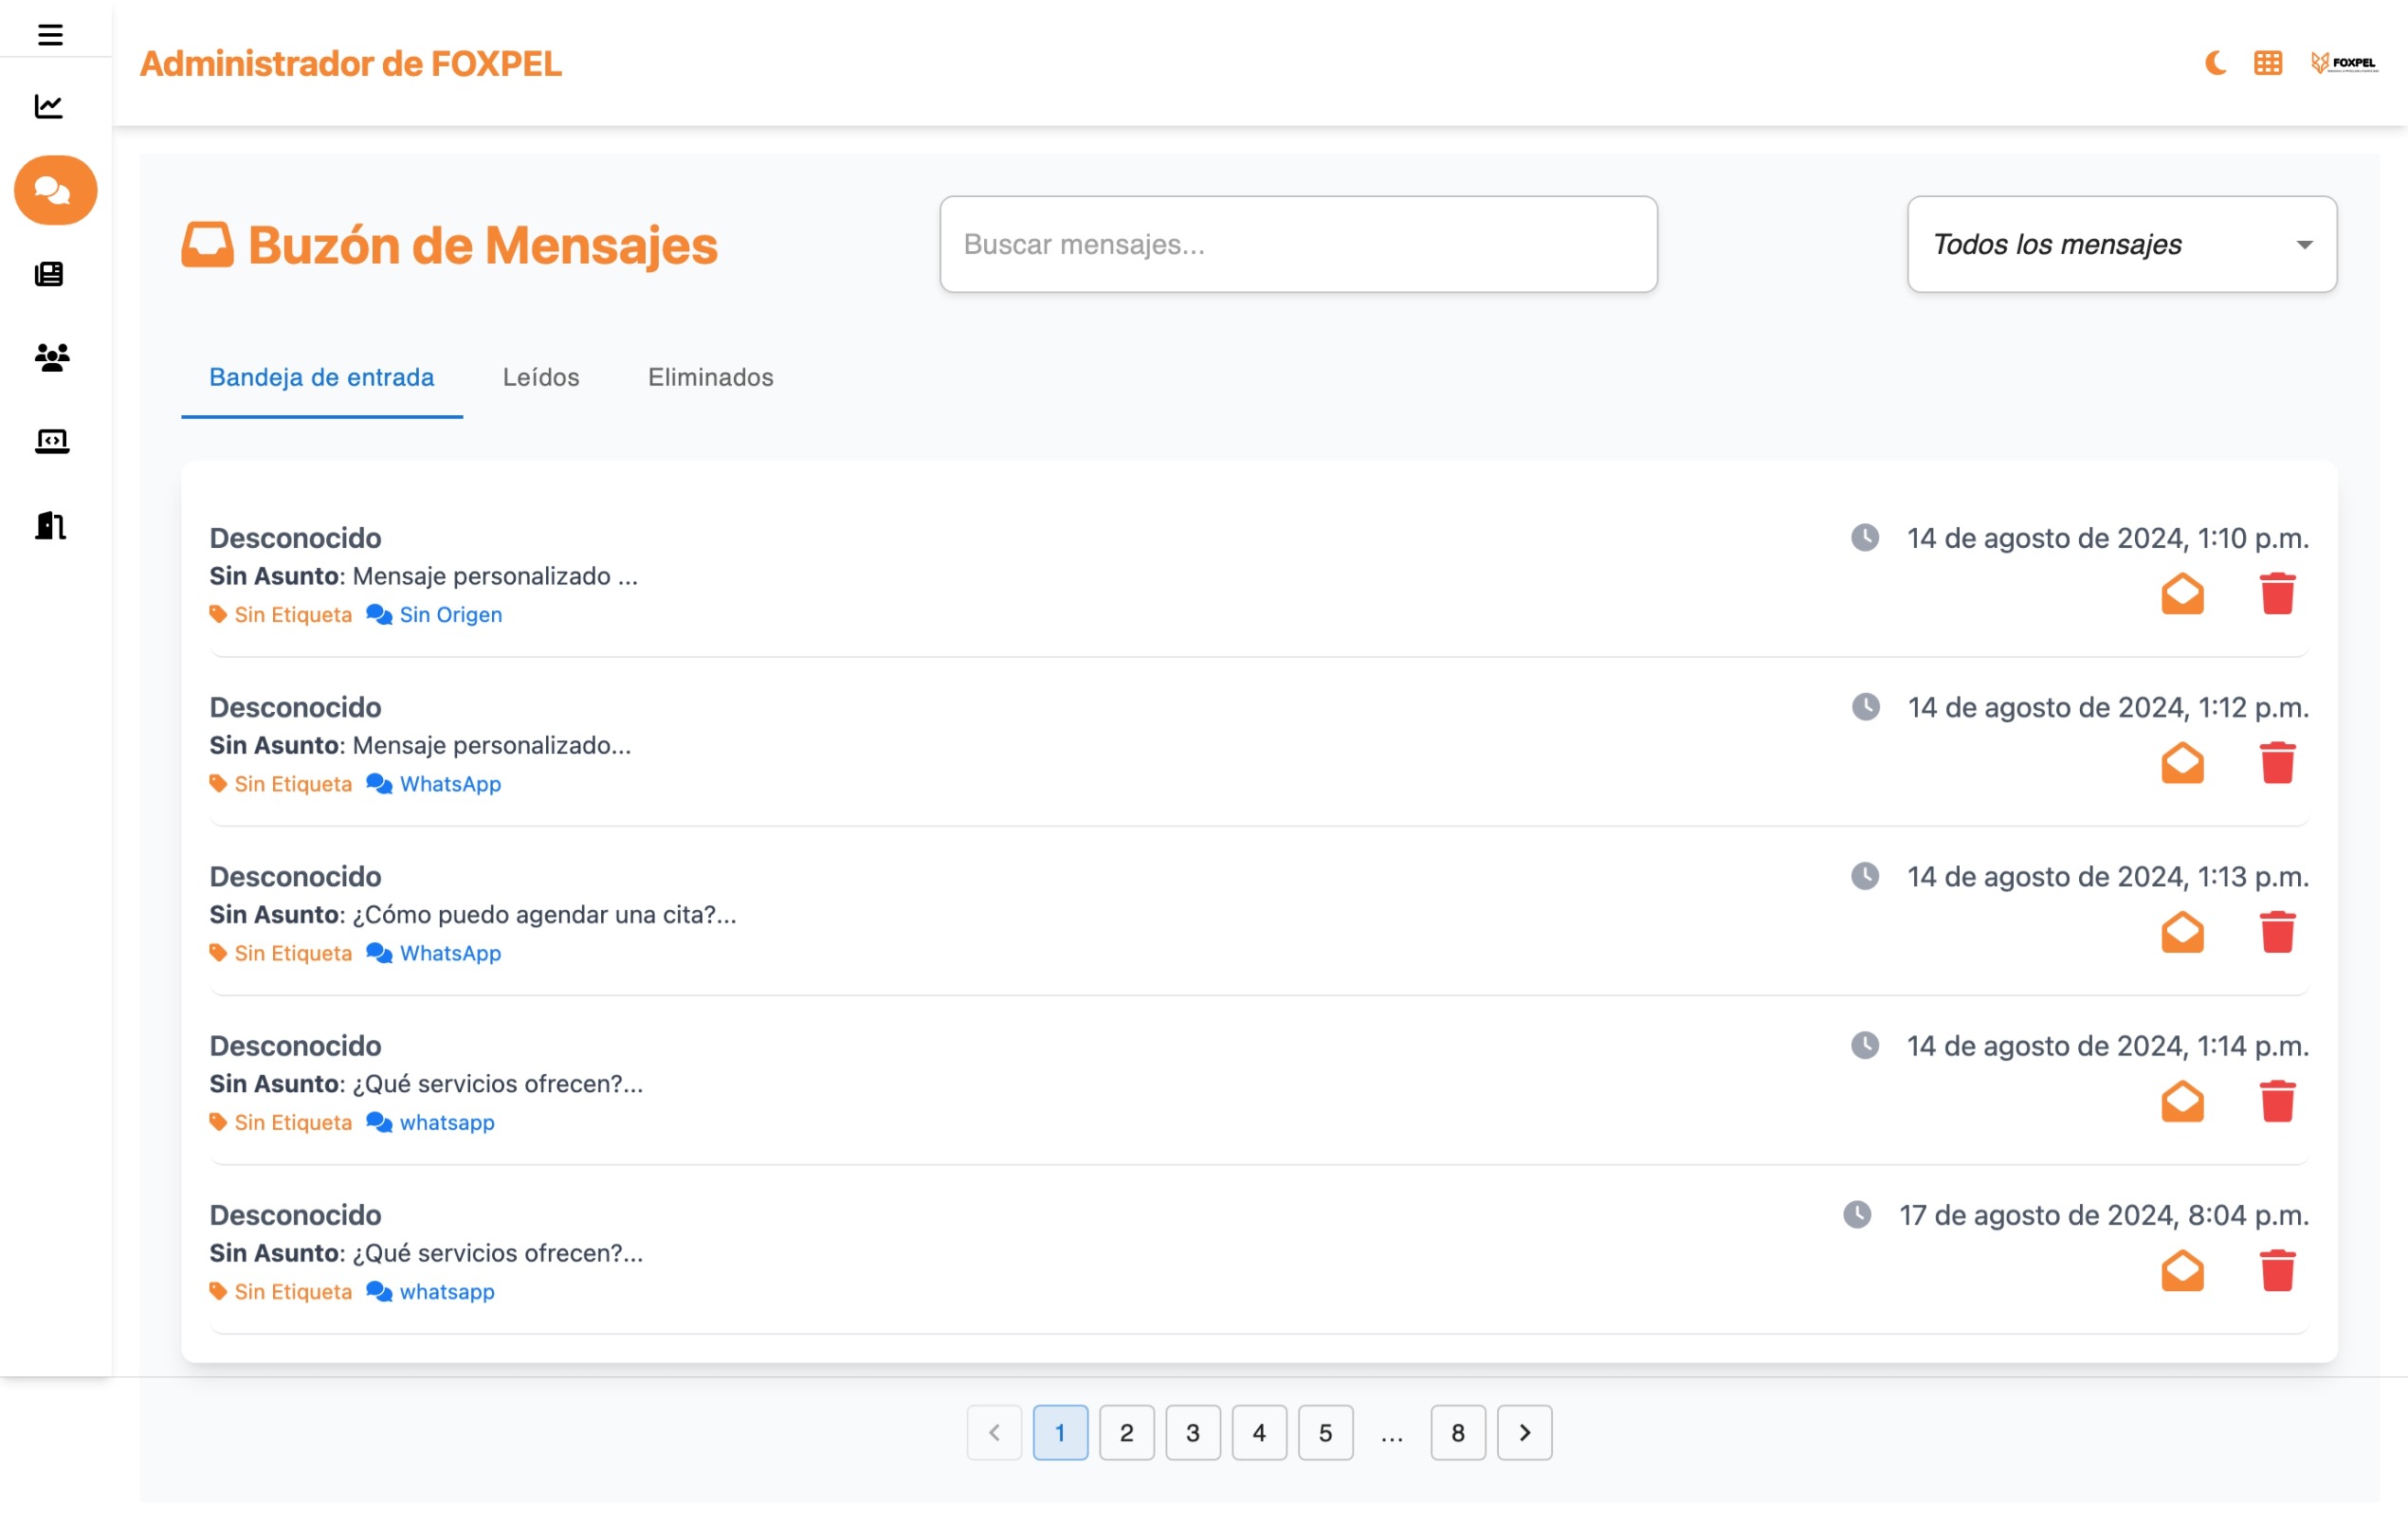 Administrador de FOXPEL
FOXPEL
Buzón de Mensajes
Buscar mensajes...
Todos los mensajes
Bandeja de entrada
Leídos
Eliminados
Desconocido
14 de agosto de 2024, 1:10 p.m.
Sin Asunto: Mensaje personalizado ...
Sin Etiqueta Sin Origen
Desconocido
14 de agosto de 2024, 1:12 p.m.
Sin Asunto: Mensaje personalizado...
Sin Etiqueta WhatsApp
Desconocido
14 de agosto de 2024, 1:13 p.m.
Sin Asunto: ¿Cómo puedo agendar una cita?...
Sin Etiqueta WhatsApp
Desconocido
14 de agosto de 2024, 1:14 p.m.
Sin Asunto: ¿Qué servicios ofrecen?...
Sin Etiqueta whatsapp
Desconocido
17 de agosto de 2024, 8:04 p.m.
Sin Asunto: ¿Qué servicios ofrecen?...
Sin Etiqueta whatsapp
1 2 3 4 5 ... 8